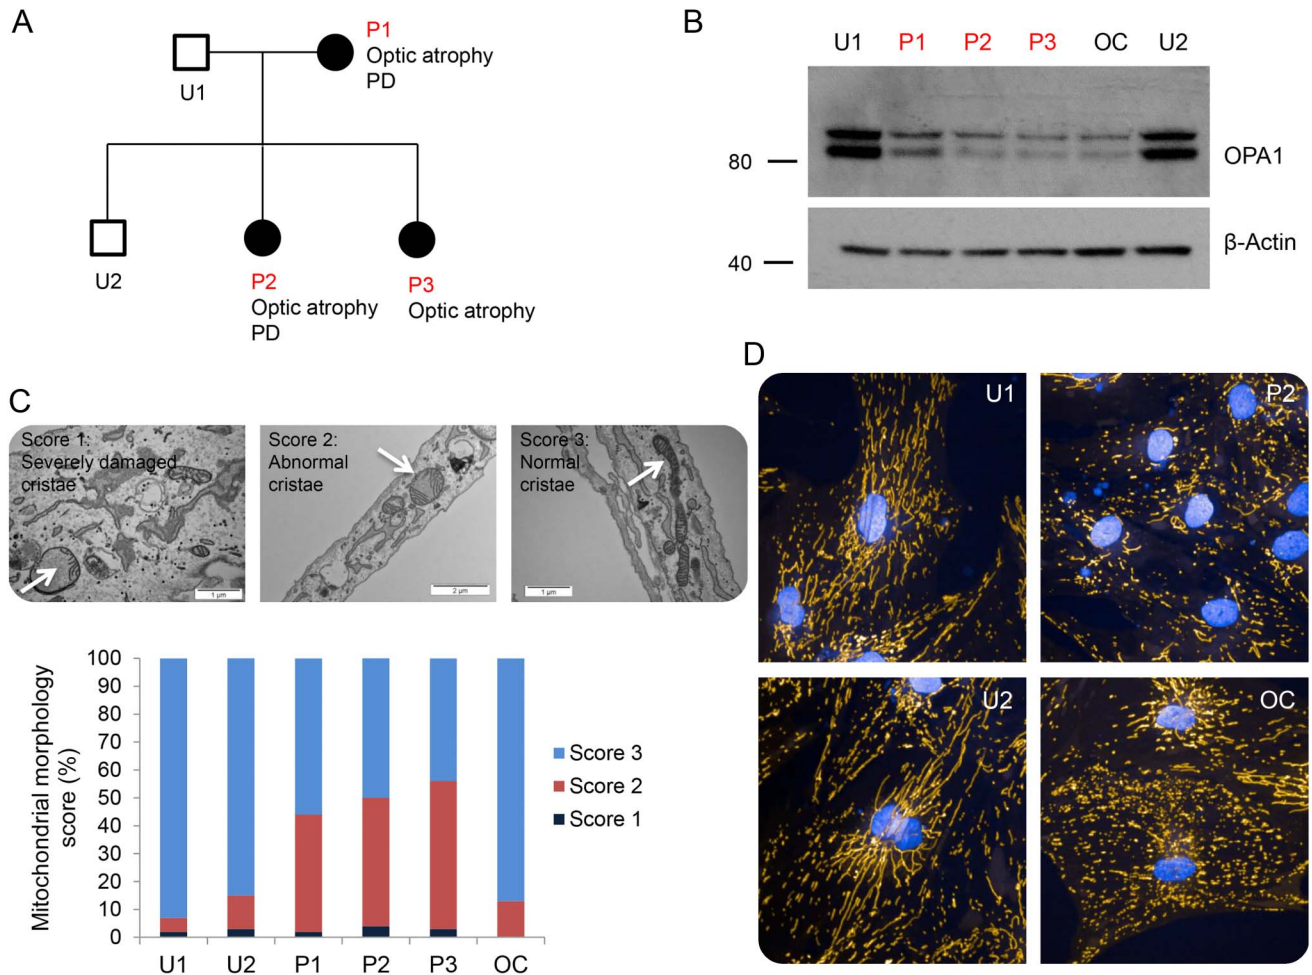 A
P1
Optic atrophy
PD
U1
U2
P2
Optic atrophy
PD
P3
Optic atrophy
B
U1 P1 P2 P3 OC U2
80
OPA1
40
β-Actin
C
Score 1:
Severely damaged
cristae
1 μm
Score 2:
Abnormal
cristae
2 μm
Score 3:
Normal
cristae
1 μm
Mitochondrial morphology
score (%)
100
90
80
70
60
50
40
30
20
10
0
U1 U2 P1 P2 P3 OC
Score 3
Score 2
Score 1
D
U1
P2
U2
OC